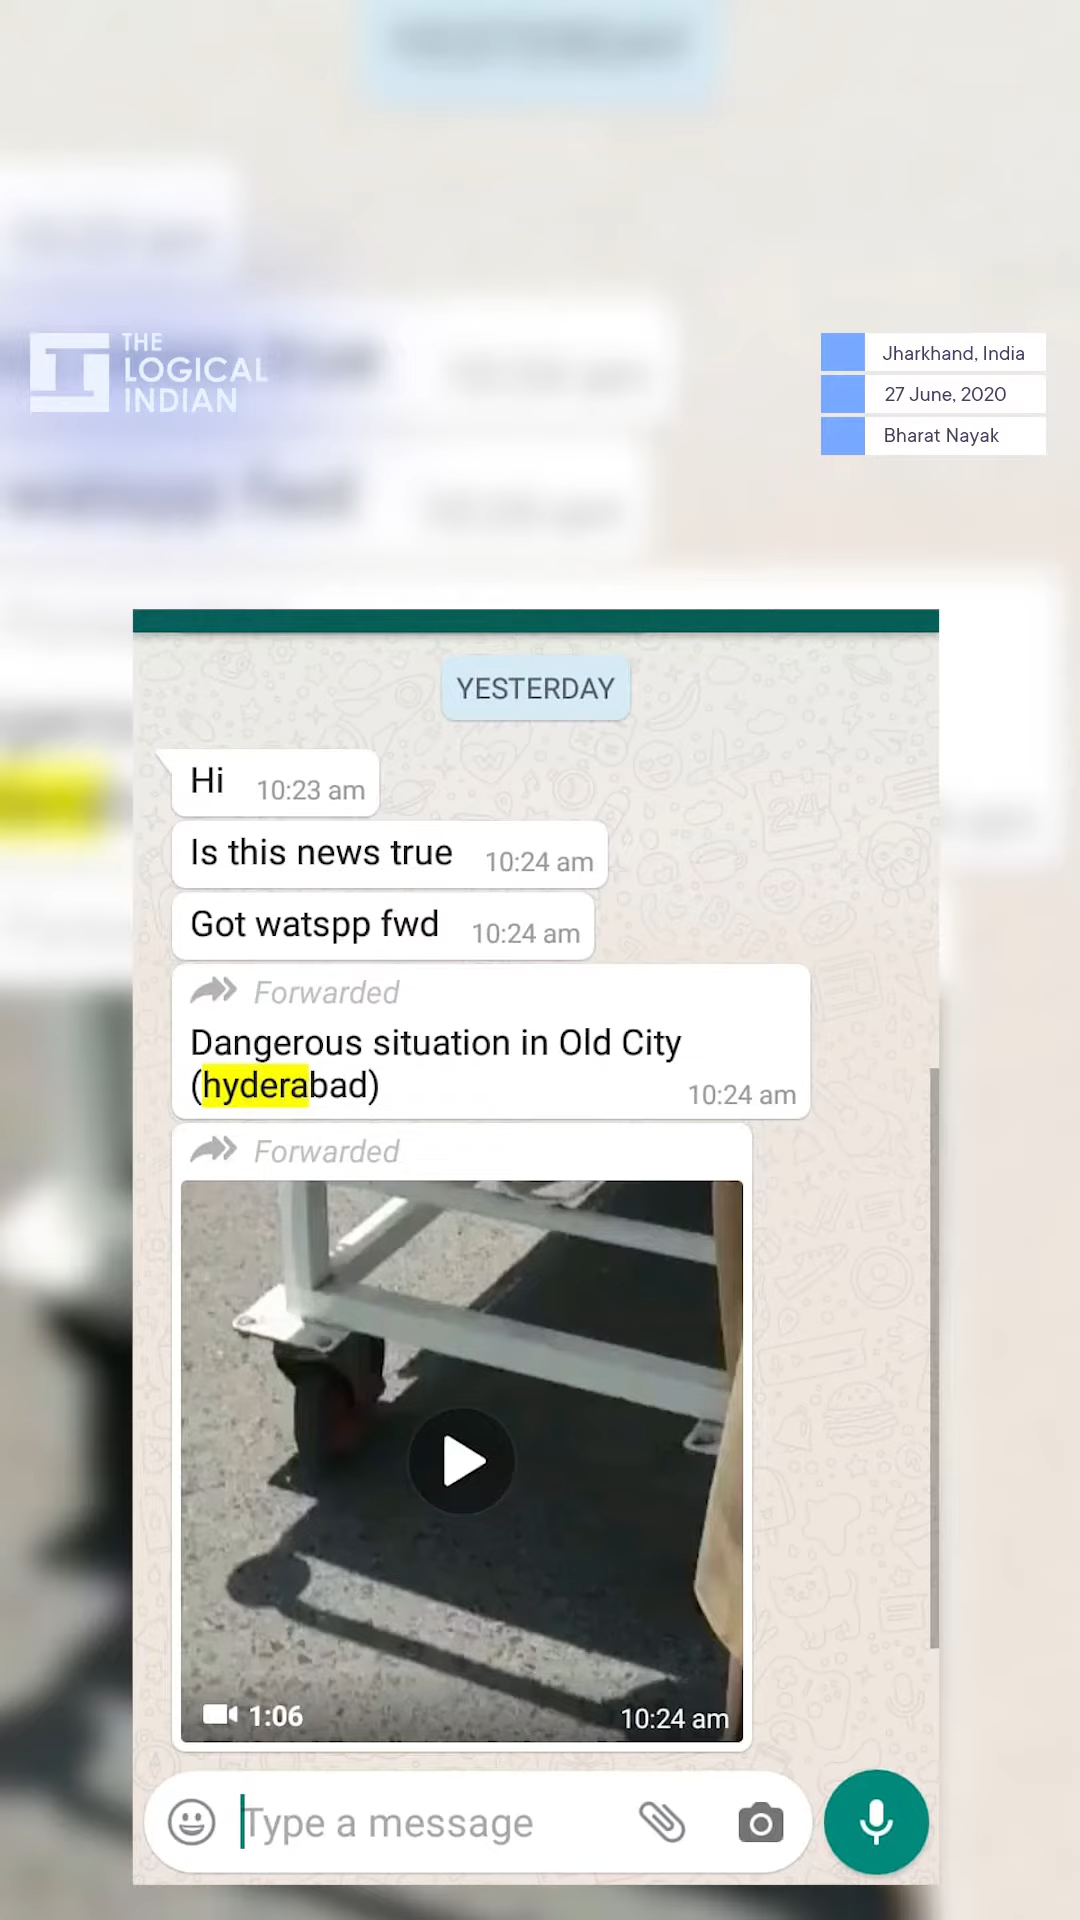 THE
LOGICAL
INDIAN
Jharkhand, India
27 June, 2020
Bharat Nayak
YESTERDAY
Hi 10:23 am
Is this news true 10:24 am
Got watspp fwd 10:24 am
Forwarded
Dangerous situation in Old City
(hyderabad) 10:24 am
Forwarded
1:06 10:24 am
Type a message